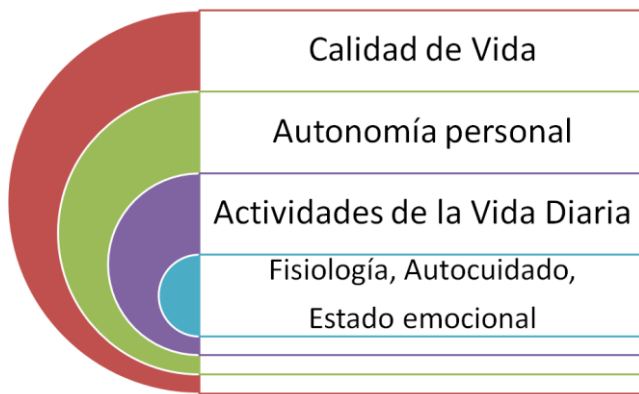 Calidad de Vida
Autonomía personal
Actividades de la Vida Diaria
Fisiología, Autocuidado,
Estado emocional